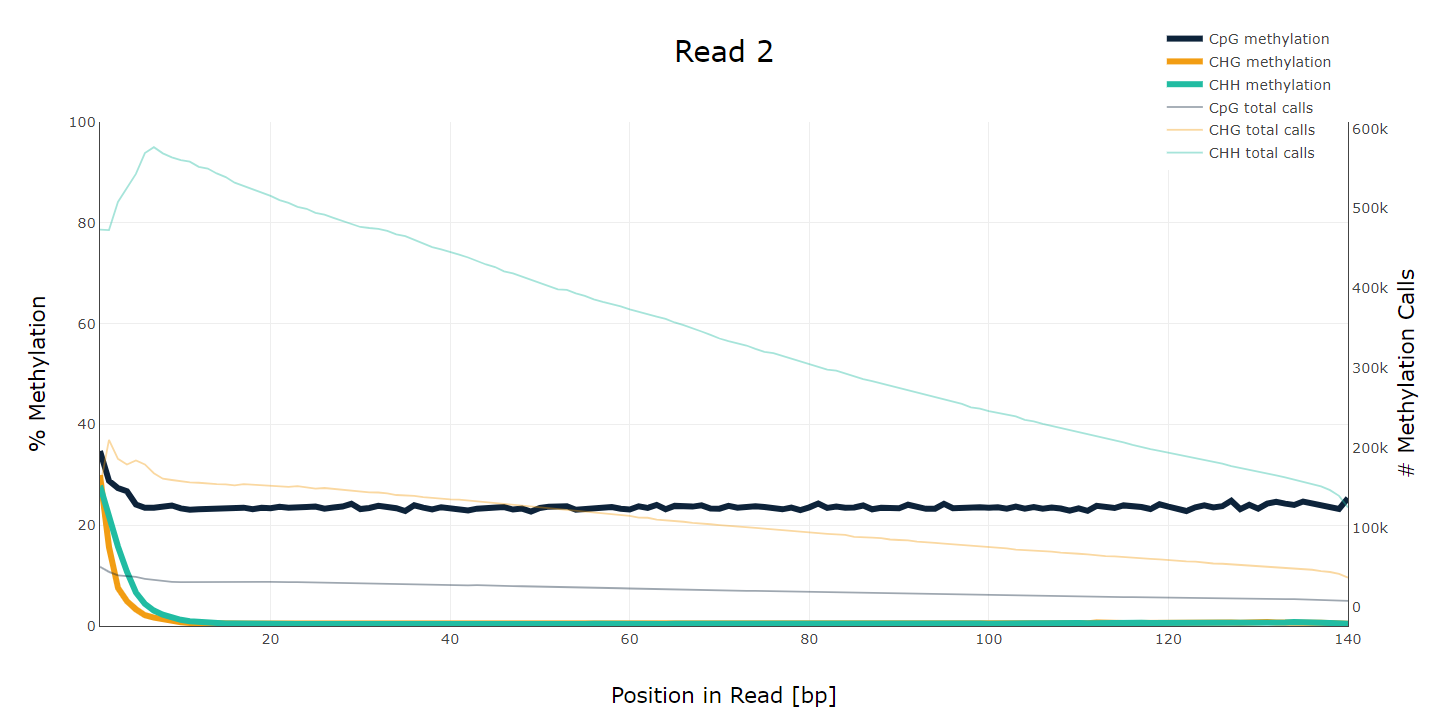 Read 2
CpG methylation
CHG methylation
CHH methylation
CpG total calls
CHG total calls
CHH total calls
% Methylation
100
80
60
40
20
0
600k
500k
400k
300k
200k
100k
0
# Methylation Calls
20 40 60 80 100 120 140
Position in Read [bp]